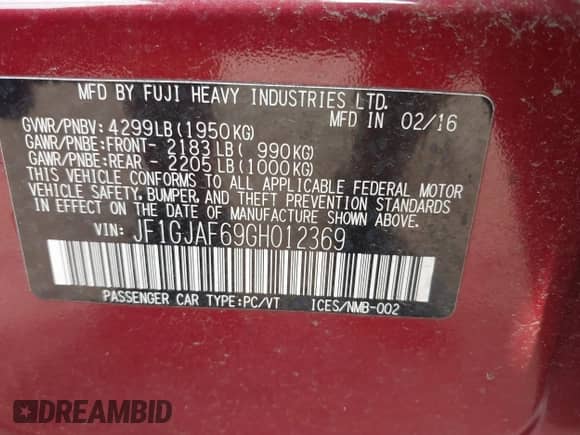 MFD BY FUJI HEAVY INDUSTRIES LTD.
GVWR/PNBV: 4299LB(1950KG) MFD IN 02/16
GAWR/PNBE:FRONT- 2183LB( 990KG)
GAWR/PNBE:REAR - 2205LB(1000KG)
THIS VEHICLE CONFORMS TO ALL APPLICABLE FEDERAL MOTOR
VEHICLE SAFETY, BUMPER, AND THEFT PREVENTION STANDARDS
IN EFFECT ON THE DATE OF MANUFACTURE SHOWN ABOVE.
VIN: JF1GJAF69GH012369
PASSENGER CAR TYPE:PC/VT ICES/NMB-002
DREAMBID